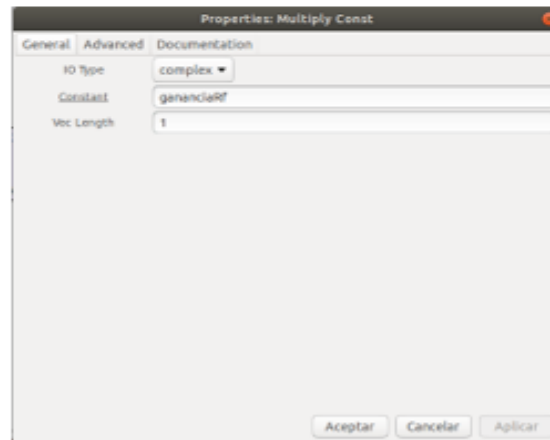 Properties: Multiply Const
General Advanced Documentation
IO Type complex
Constant gananciaRf
Vec Length 1
Aceptar Cancelar Aplicar